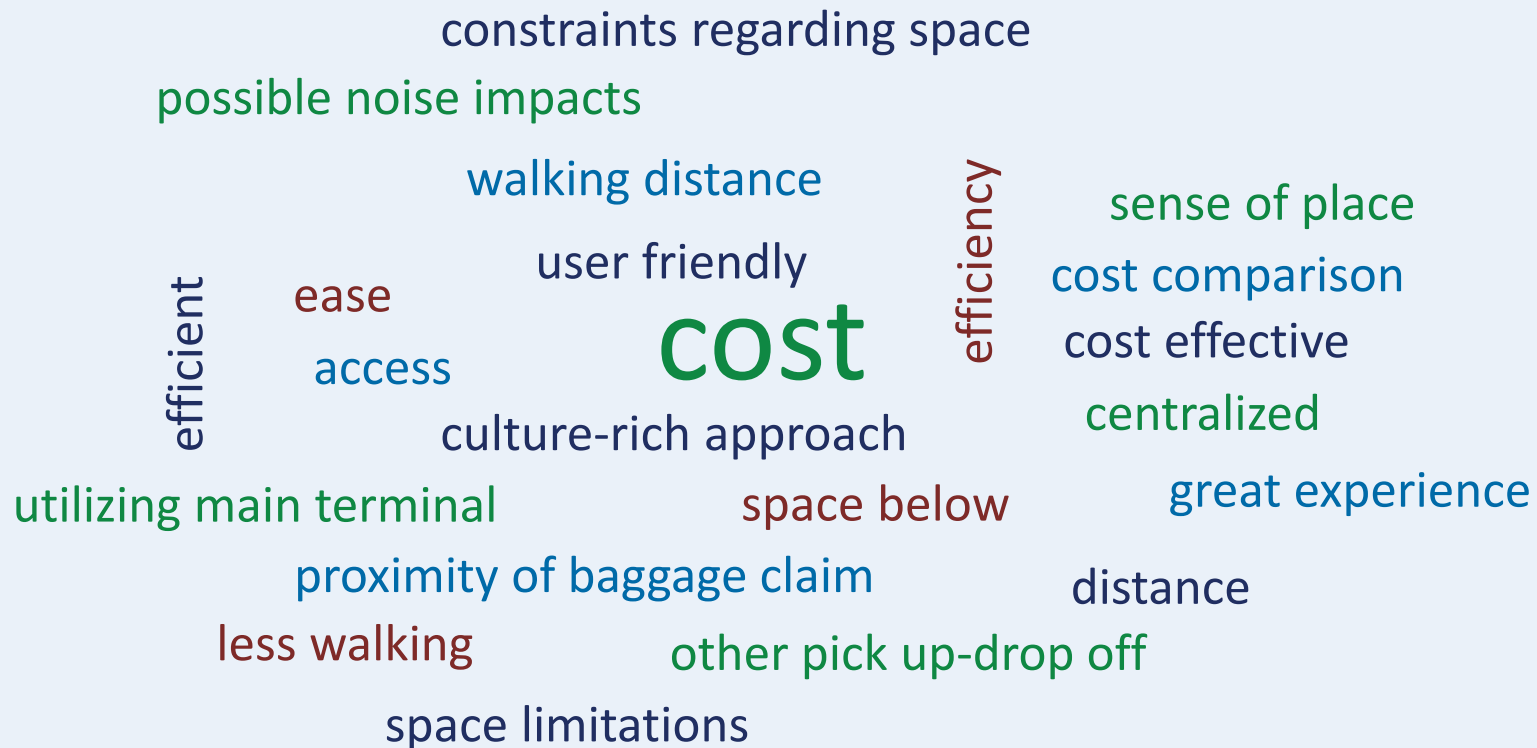 constraints regarding space
possible noise impacts
walking distance
efficiency
sense of place
user friendly
cost comparison
efficient
ease
cost
cost effective
access
centralized
culture-rich approach
utilizing main terminal
space below
great experience
proximity of baggage claim
distance
less walking
other pick up-drop off
space limitations